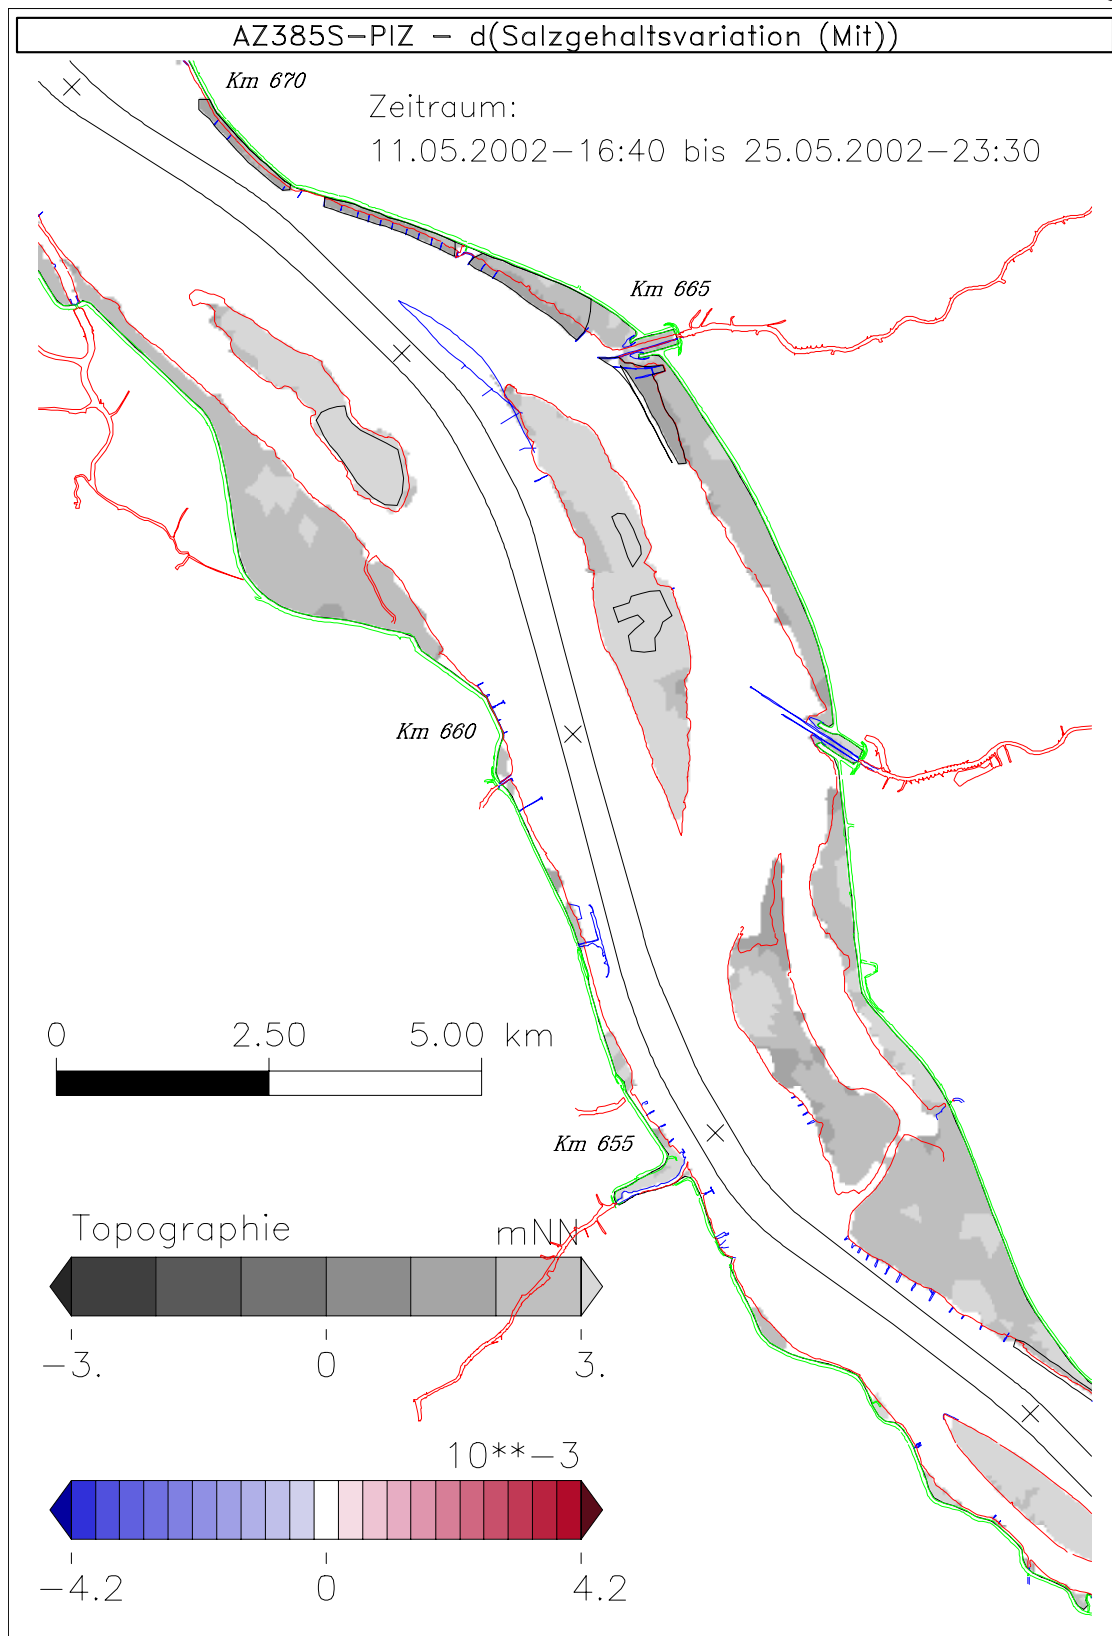 AZ385S-PIZ - d(Salzgehaltsvariation (Mit))
Km 670
Zeitraum:
11.05.2002-16:40 bis 25.05.2002-23:30
Km 665
Km 660
0 2.50 5.00 km
Km 655
Topographie mNN
-3. 0 3.
10**-3
-4.2 0 4.2